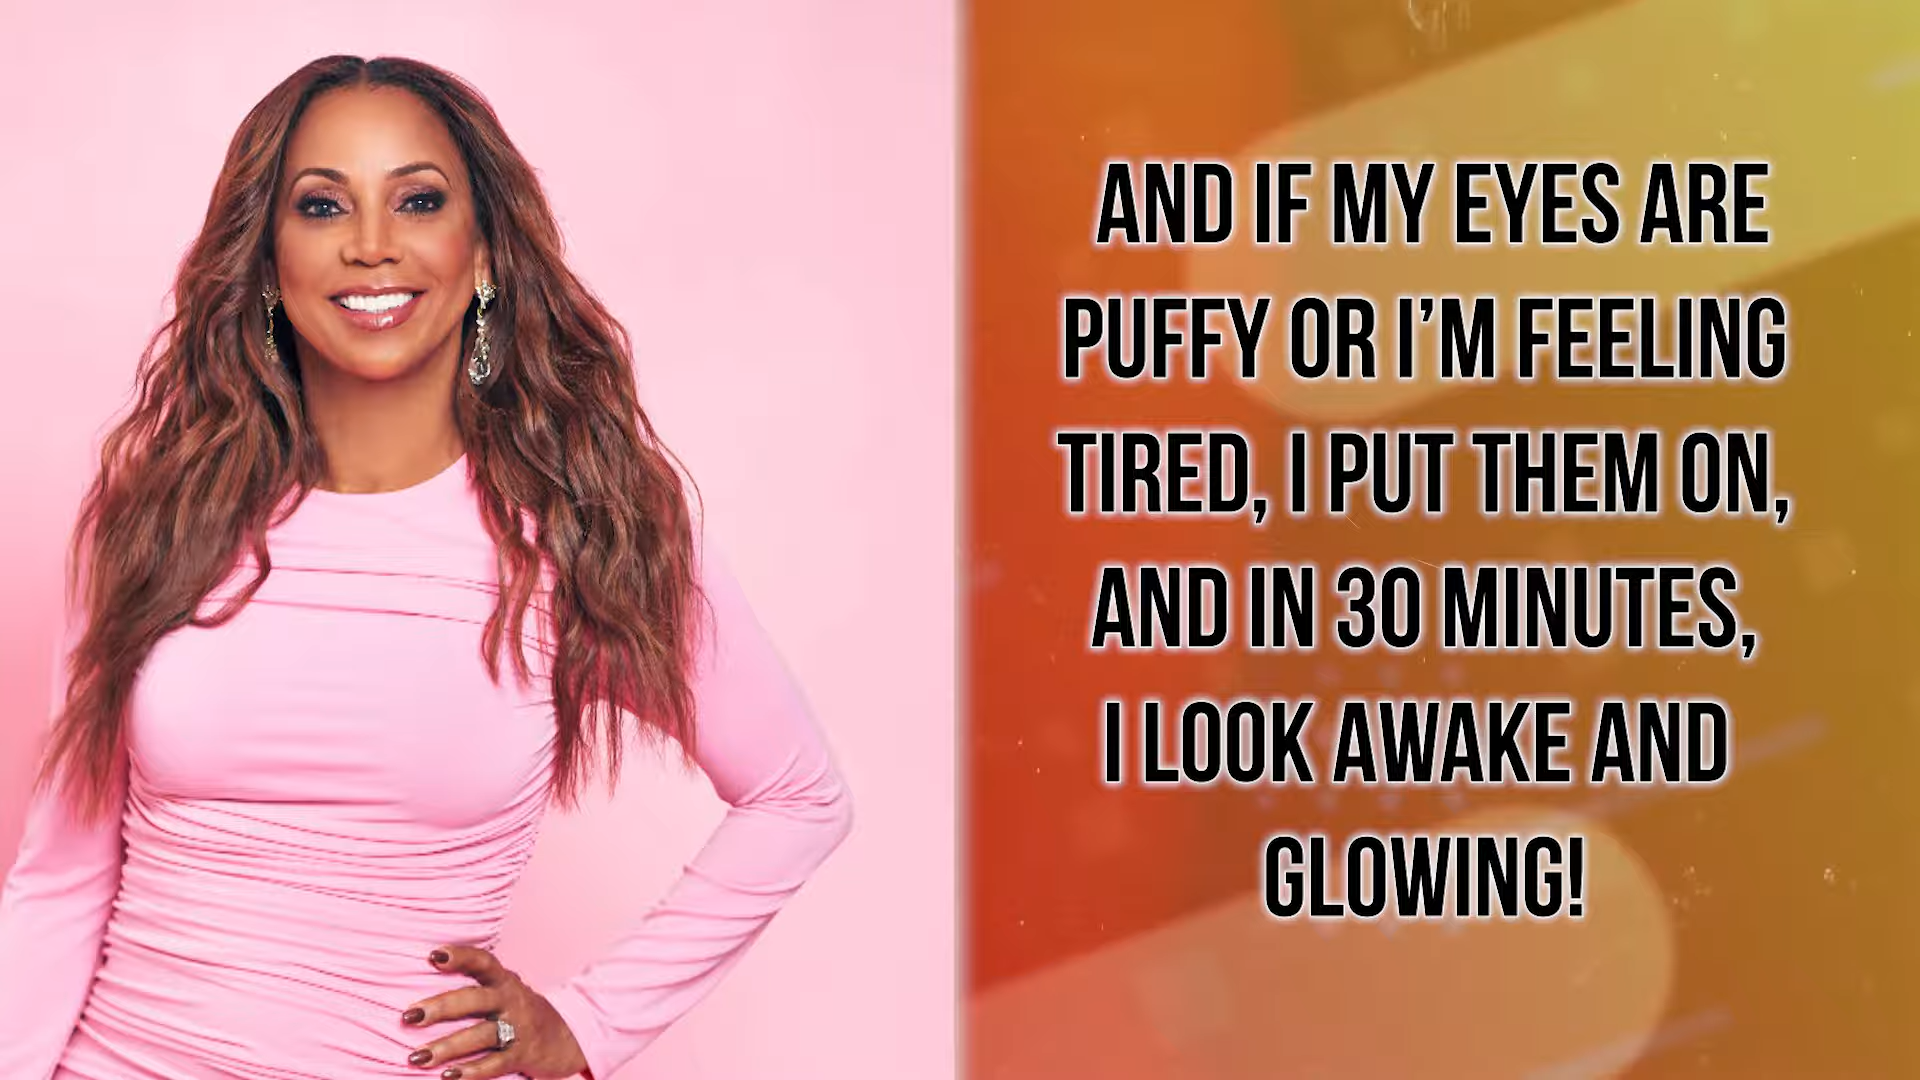 AND IF MY EYES ARE
PUFFY OR I'M FEELING
TIRED, I PUT THEM ON,
AND IN 30 MINUTES,
I LOOK AWAKE AND
GLOWING!